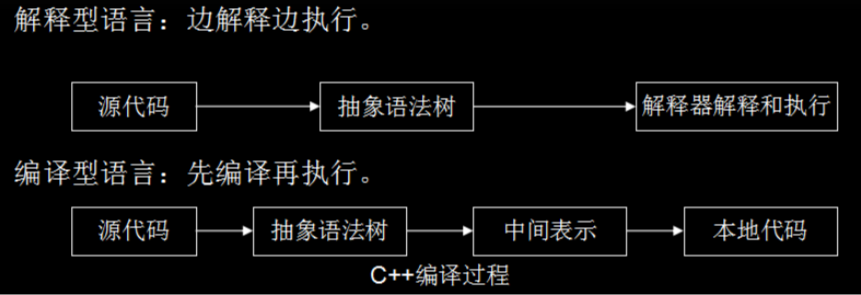 解释型语言：边解释边执行。
源代码
抽象语法树
解释器解释和执行
编译型语言：先编译再执行。
源代码
抽象语法树
中间表示
本地代码
C++编译过程